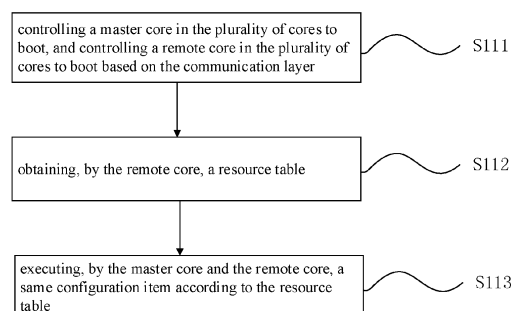 controlling a master core in the plurality of cores to
boot, and controlling a remote core in the plurality of
cores to boot based on the communication layer
S111
obtaining, by the remote core, a resource table
S112
executing, by the master core and the remote core, a
same configuration item according to the resource
table
S113